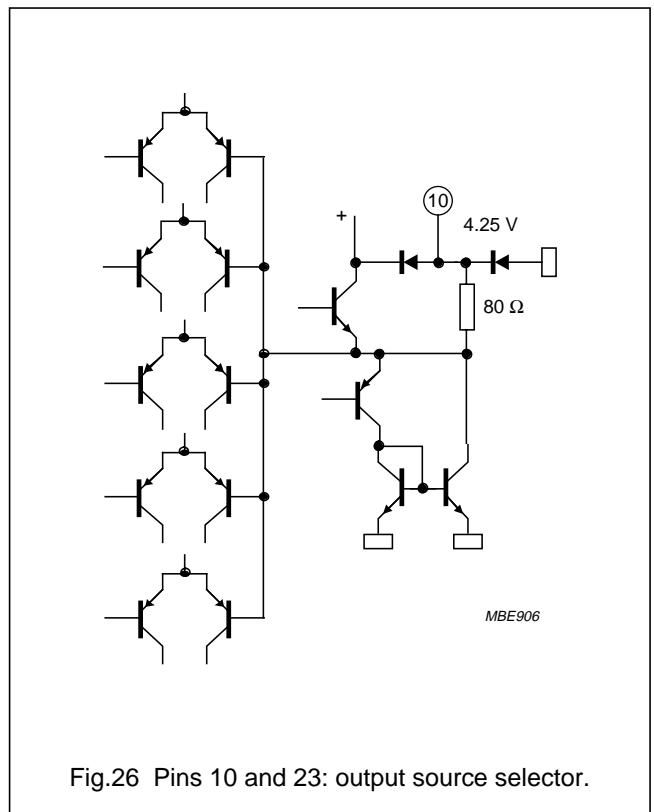 10
+
4.25 V
80 Ω
MBE906
Fig.26 Pins 10 and 23: output source selector.